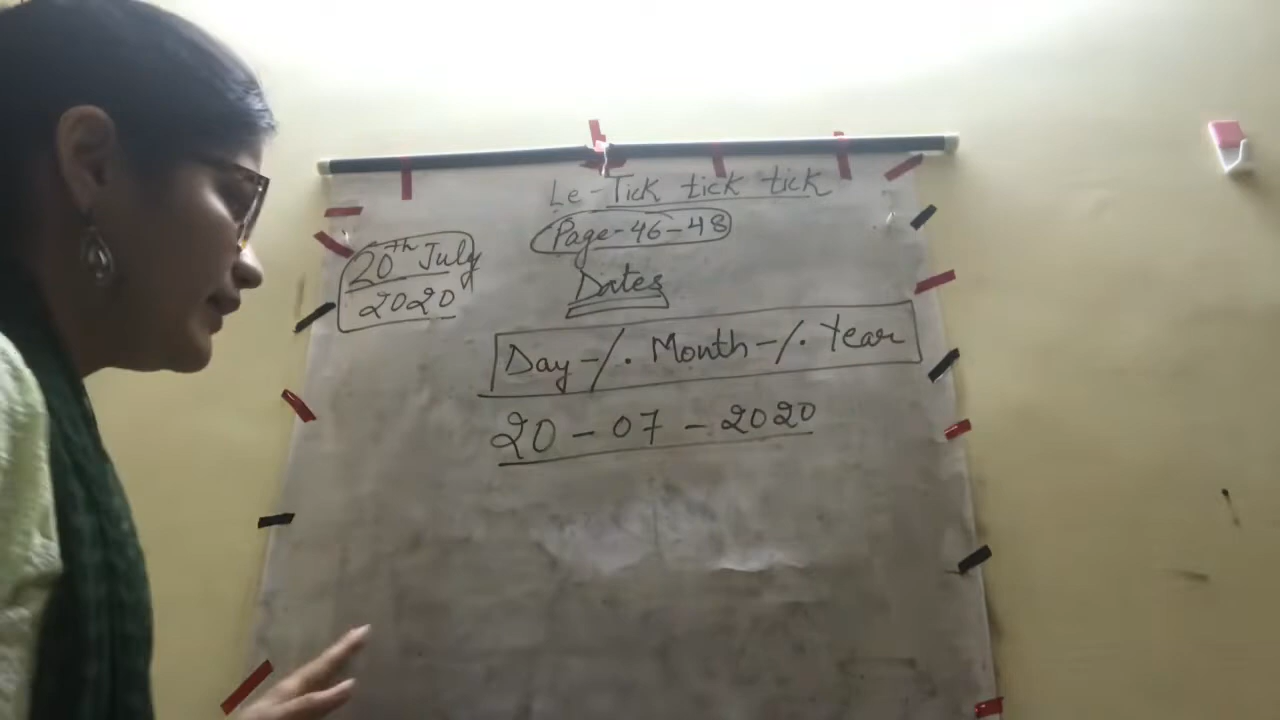 Le-Tick tick tick
Page-46-48
20th July
2020
Dates
Day-/. Month-/. Year
20-07-2020